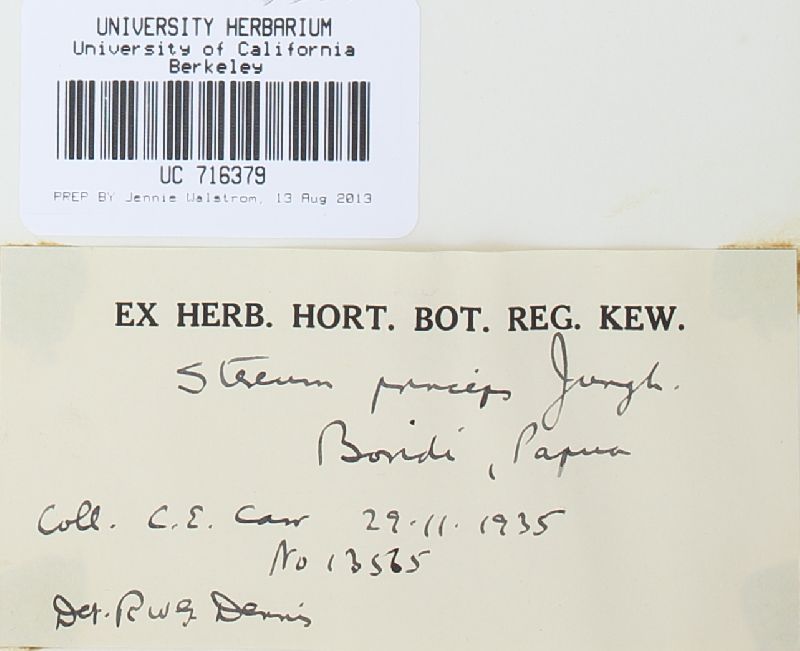 UNIVERSITY HERBARIUM
University of California
Berkeley
UC 716379
PREP BY Jennie Walstrom, 13 Aug 2013
EX HERB. HORT. BOT. REG. KEW.
Stereum princeps Jungh.
Boridi, Papua
Coll. C.E. Carr 29.11.1935
No 13565
Det. R W G Dennis